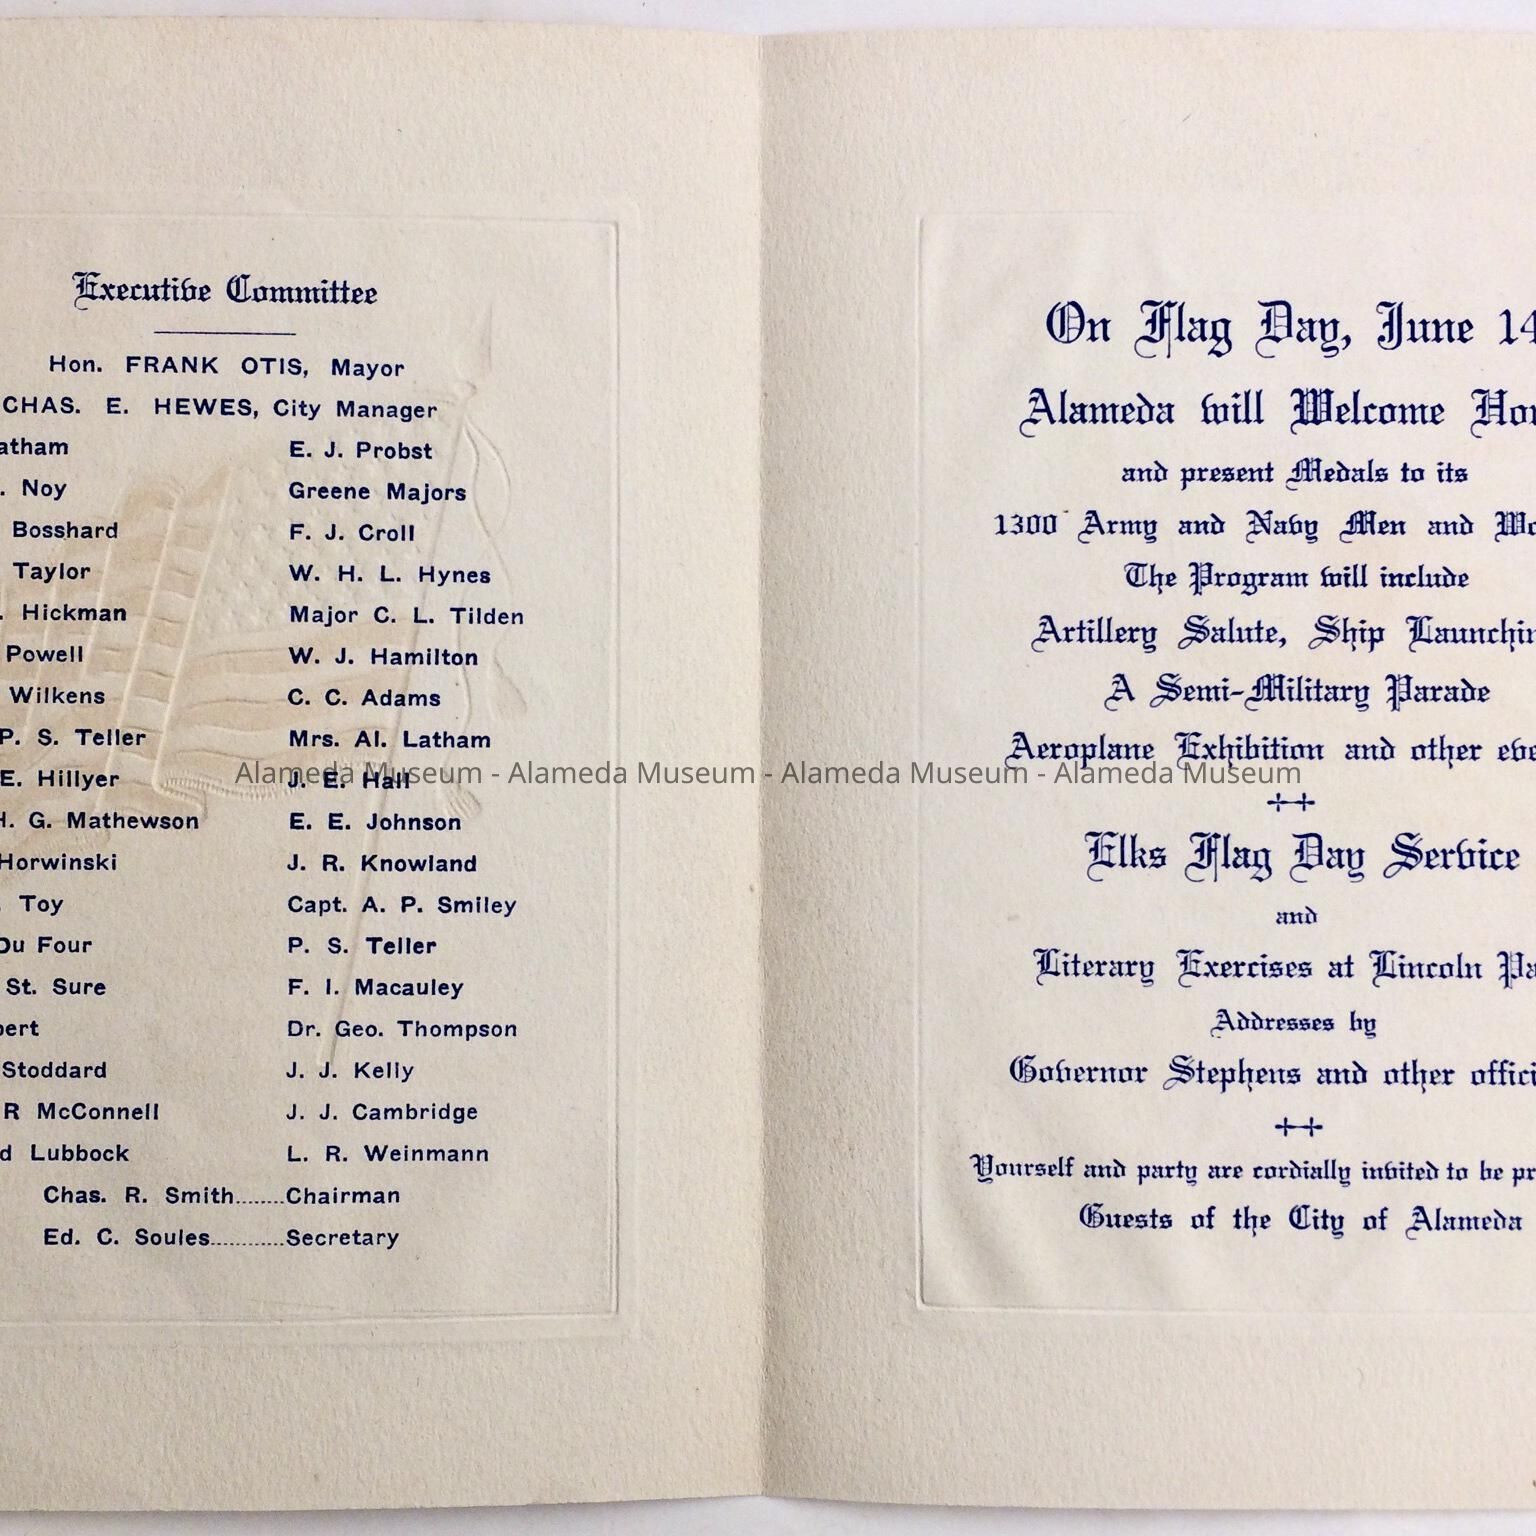 Executive Committee
Hon. FRANK OTIS, Mayor
CHAS. E. HEWES, City Manager
atham
. Noy
Bosshard
Taylor
. Hickman
Powell
Wilkens
P. S. Teller
E. Hillyer
H. G. Mathewson
Horwinski
Toy
Du Four
St. Sure
bert
Stoddard
R McConnell
d Lubbock
E. J. Probst
Greene Majors
F. J. Croll
W. H. L. Hynes
Major C. L. Tilden
W. J. Hamilton
C. C. Adams
Mrs. Al. Latham
J. E. Hall
E. E. Johnson
J. R. Knowland
Capt. A. P. Smiley
P. S. Teller
F. I. Macauley
Dr. Geo. Thompson
J. J. Kelly
J. J. Cambridge
L. R. Weinmann
Chas. R. Smith........Chairman
Ed. C. Soules............Secretary
On Flag Day, June 14
Alameda will Welcome Hom
and present Medals to its
1300 Army and Navy Men and Wo
The Program will include
Artillery Salute, Ship Launchin
A Semi-Military Parade
Aeroplane Exhibition and other eve
Elks Flag Day Service
and
Literary Exercises at Lincoln Pa
Addresses by
Governor Stephens and other offici
Yourself and party are cordially invited to be pr
Guests of the City of Alameda
Alameda Museum - Alameda Museum - Alameda Museum - Alameda Museum